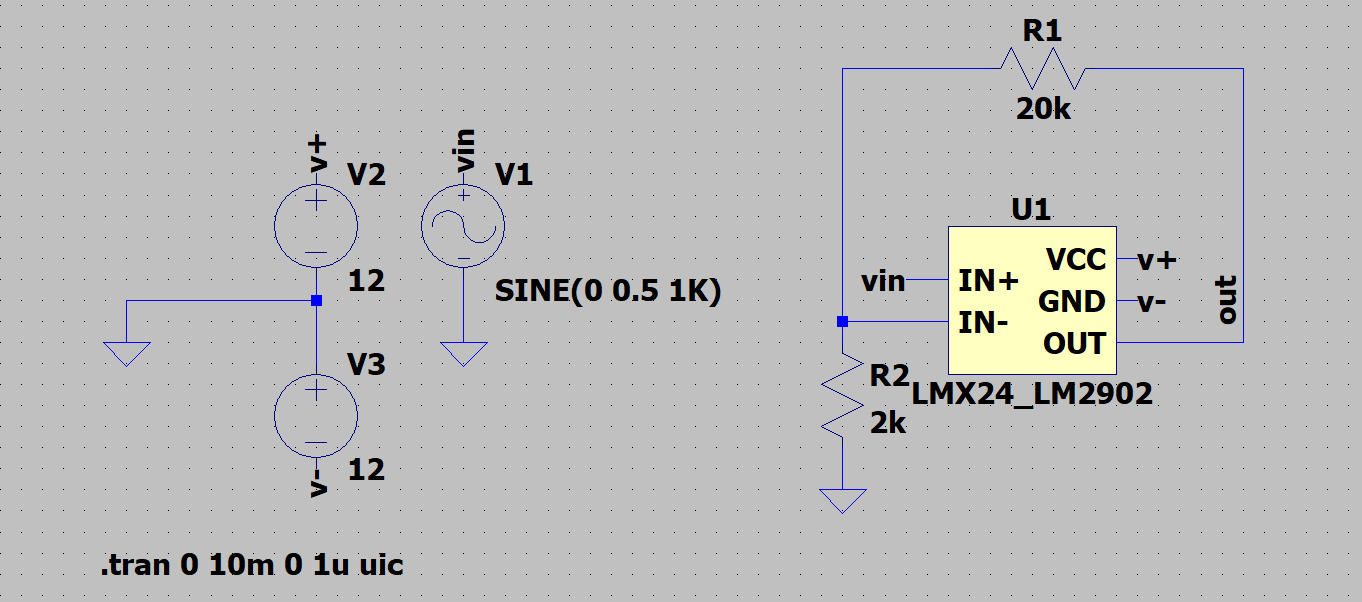 R1
20k
v+
V2
12
vin
V1
SINE(0 0.5 1K)
V3
12
v-
U1
vin
IN+
IN-
VCC
GND
OUT
v+
v-
out
LMX24_LM2902
R2
2k
.tran 0 10m 0 1u uic